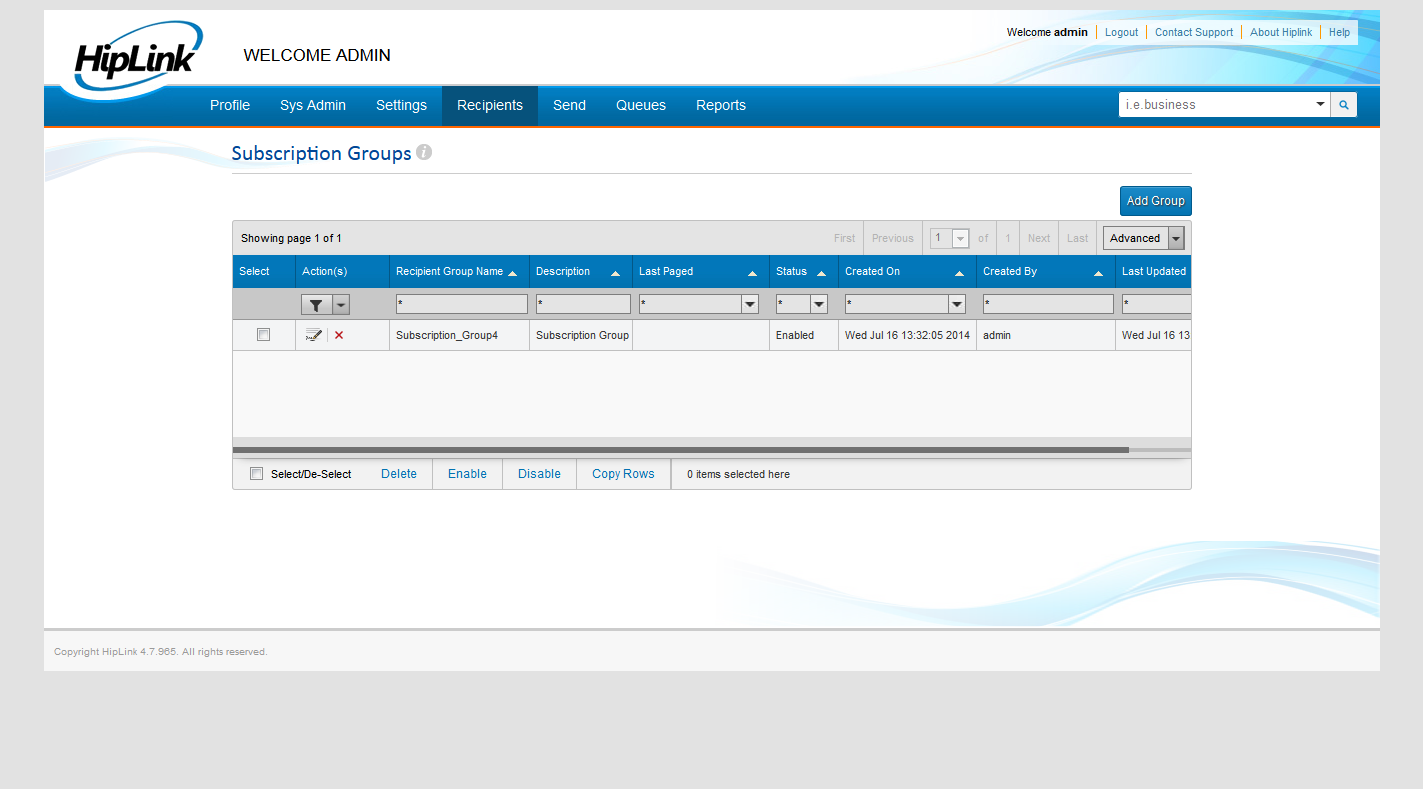 Welcome admin Logout Contact Support About Hiplink Help
HipLink
WELCOME ADMIN
Profile Sys Admin Settings Recipients Send Queues Reports i.e.business
Subscription Groups i
Add Group
Showing page 1 of 1 First Previous 1 of 1 Next Last Advanced
Select Action(s) Recipient Group Name Description Last Paged Status Created On Created By Last Updated
* * * * * * *
Subscription_Group4 Subscription Group Enabled Wed Jul 16 13:32:05 2014 admin Wed Jul 16 13
Select/De-Select Delete Enable Disable Copy Rows 0 items selected here
Copyright HipLink 4.7.965. All rights reserved.